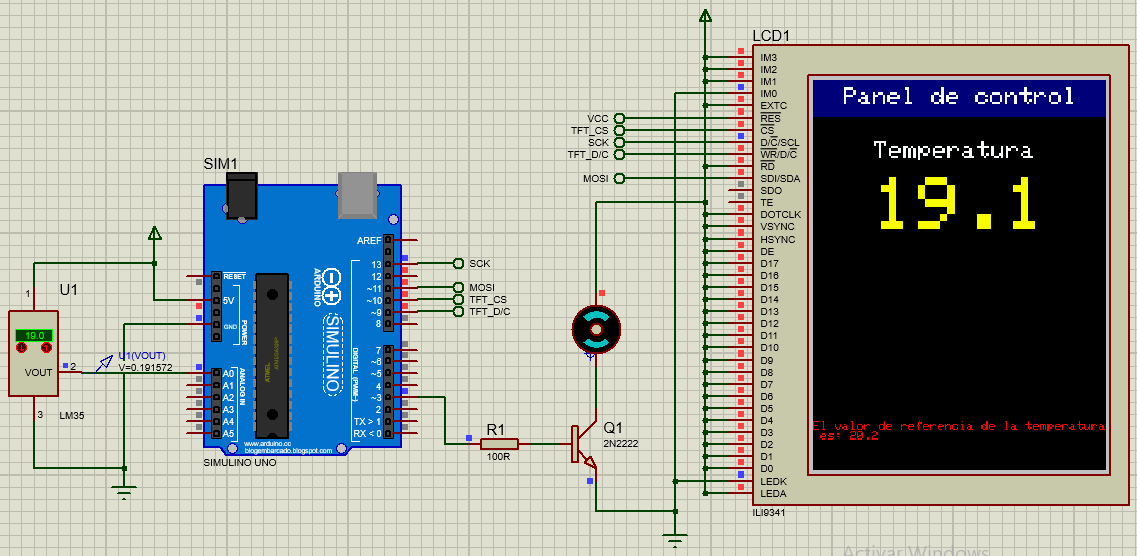 LCD1
IM3
IM2
IM1
IM0
EXTC
RES
CS
D/C/SCL
WR/D/C
RD
SDI/SDA
SDO
TE
DOTCLK
VSYNC
HSYNC
DE
D17
D16
D15
D14
D13
D12
D11
D10
D9
D8
D7
D6
D5
D4
D3
D2
D1
D0
LEDK
LEDA
ILI9341
Panel de control
Temperatura
19.1
El valor de referencia de la temperatura
es: 20.2
VCC
TFT_CS
SCK
TFT_D/C
MOSI
SIM1
AREF
13
12
~11
~10
~9
8
7
~6
~5
4
~3
2
TX > 1
RX < 0
DIGITAL (PWM~)
RESET
5V
GND
POWER
A0
A1
A2
A3
A4
A5
ANALOG IN
ARDUINO
SIMULINO
ATMEL
www.arduino.cc
blogembarcado.blogspot.com
SIMULINO UNO
SCK
MOSI
TFT_CS
TFT_D/C
U1
1
19.0
VOUT
2
3
LM35
U1(VOUT)
V=0.191572
R1
100R
Q1
2N2222
Activar Windows